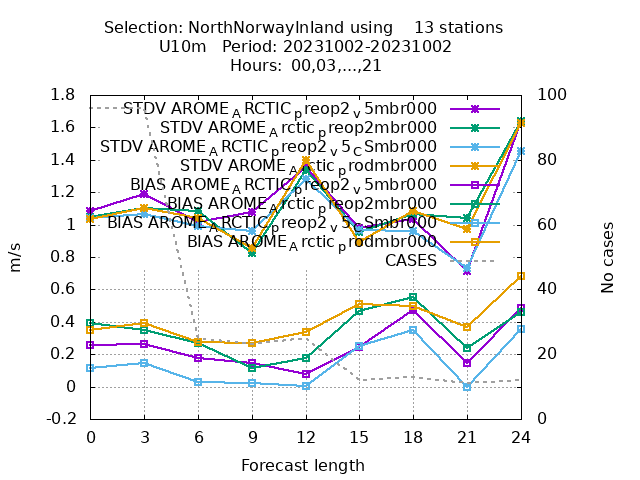 Selection: NorthNorwayInland using    13 stations
U10m   Period: 20231002-20231002
Hours:  00,03,...,21
1.8
1.6
1.4
1.2
1
0.8
0.6
0.4
0.2
0
-0.2
m/s
STDV AROME_ARCTIC_preop2_v5mbr000
STDV AROME_Arctic_preop2mbr000
STDV AROME_ARCTIC_preop2_v5_CSmbr000
STDV AROME_Arctic_prodmbr000
BIAS AROME_ARCTIC_preop2_v5mbr000
BIAS AROME_Arctic_preop2mbr000
BIAS AROME_ARCTIC_preop2_v5_CSmbr000
BIAS AROME_Arctic_prodmbr000
CASES
100
80
60
40
20
0
No cases
0 3 6 9 12 15 18 21 24
Forecast length